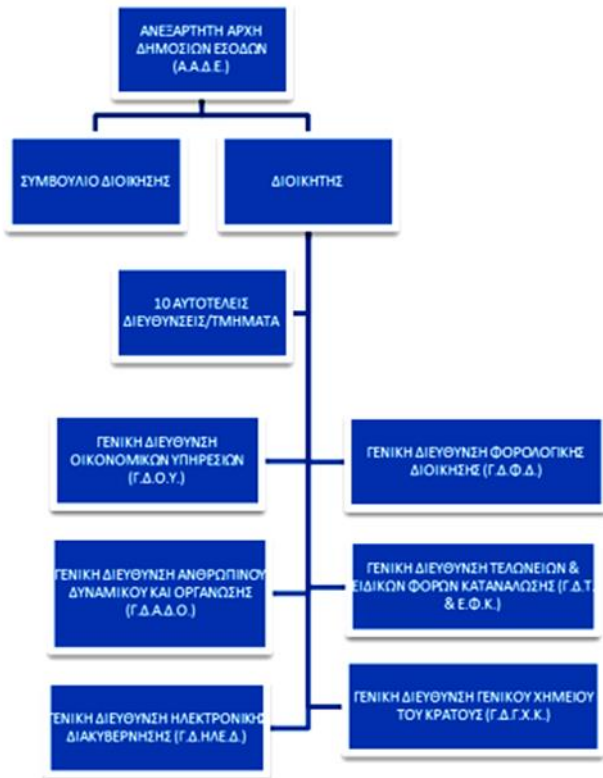 ΑΝΕΞΑΡΤΗΤΗ ΑΡΧΗ
ΔΗΜΟΣΙΩΝ ΕΣΟΔΩΝ
(Α.Α.Δ.Ε.)
ΣΥΜΒΟΥΛΙΟ ΔΙΟΙΚΗΣΗΣ
ΔΙΟΙΚΗΤΗΣ
10 ΑΥΤΟΤΕΛΕΙΣ
ΔΙΕΥΘΥΝΣΕΙΣ/ΤΜΗΜΑΤΑ
ΓΕΝΙΚΗ ΔΙΕΥΘΥΝΣΗ
ΟΙΚΟΝΟΜΙΚΩΝ ΥΠΗΡΕΣΙΩΝ
(Γ.Δ.Ο.Υ.)
ΓΕΝΙΚΗ ΔΙΕΥΘΥΝΣΗ ΦΟΡΟΛΟΓΙΚΗΣ
ΔΙΟΙΚΗΣΗΣ (Γ.Δ.Φ.Δ.)
ΓΕΝΙΚΗ ΔΙΕΥΘΥΝΣΗ ΑΝΘΡΩΠΙΝΟΥ
ΔΥΝΑΜΙΚΟΥ ΚΑΙ ΟΡΓΑΝΩΣΗΣ
(Γ.Δ.Α.Δ.Ο.)
ΓΕΝΙΚΗ ΔΙΕΥΘΥΝΣΗ ΤΕΛΩΝΕΙΩΝ &
ΕΙΔΙΚΩΝ ΦΟΡΩΝ ΚΑΤΑΝΑΛΩΣΗΣ (Γ.Δ.Τ.
& Ε.Φ.Κ.)
ΓΕΝΙΚΗ ΔΙΕΥΘΥΝΣΗ ΗΛΕΚΤΡΟΝΙΚΗΣ
ΔΙΑΚΥΒΕΡΝΗΣΗΣ (Γ.Δ.ΗΛΕ.Δ.)
ΓΕΝΙΚΗ ΔΙΕΥΘΥΝΣΗ ΓΕΝΙΚΟΥ ΧΗΜΕΙΟΥ
ΤΟΥ ΚΡΑΤΟΥΣ (Γ.Δ.Γ.Χ.Κ.)